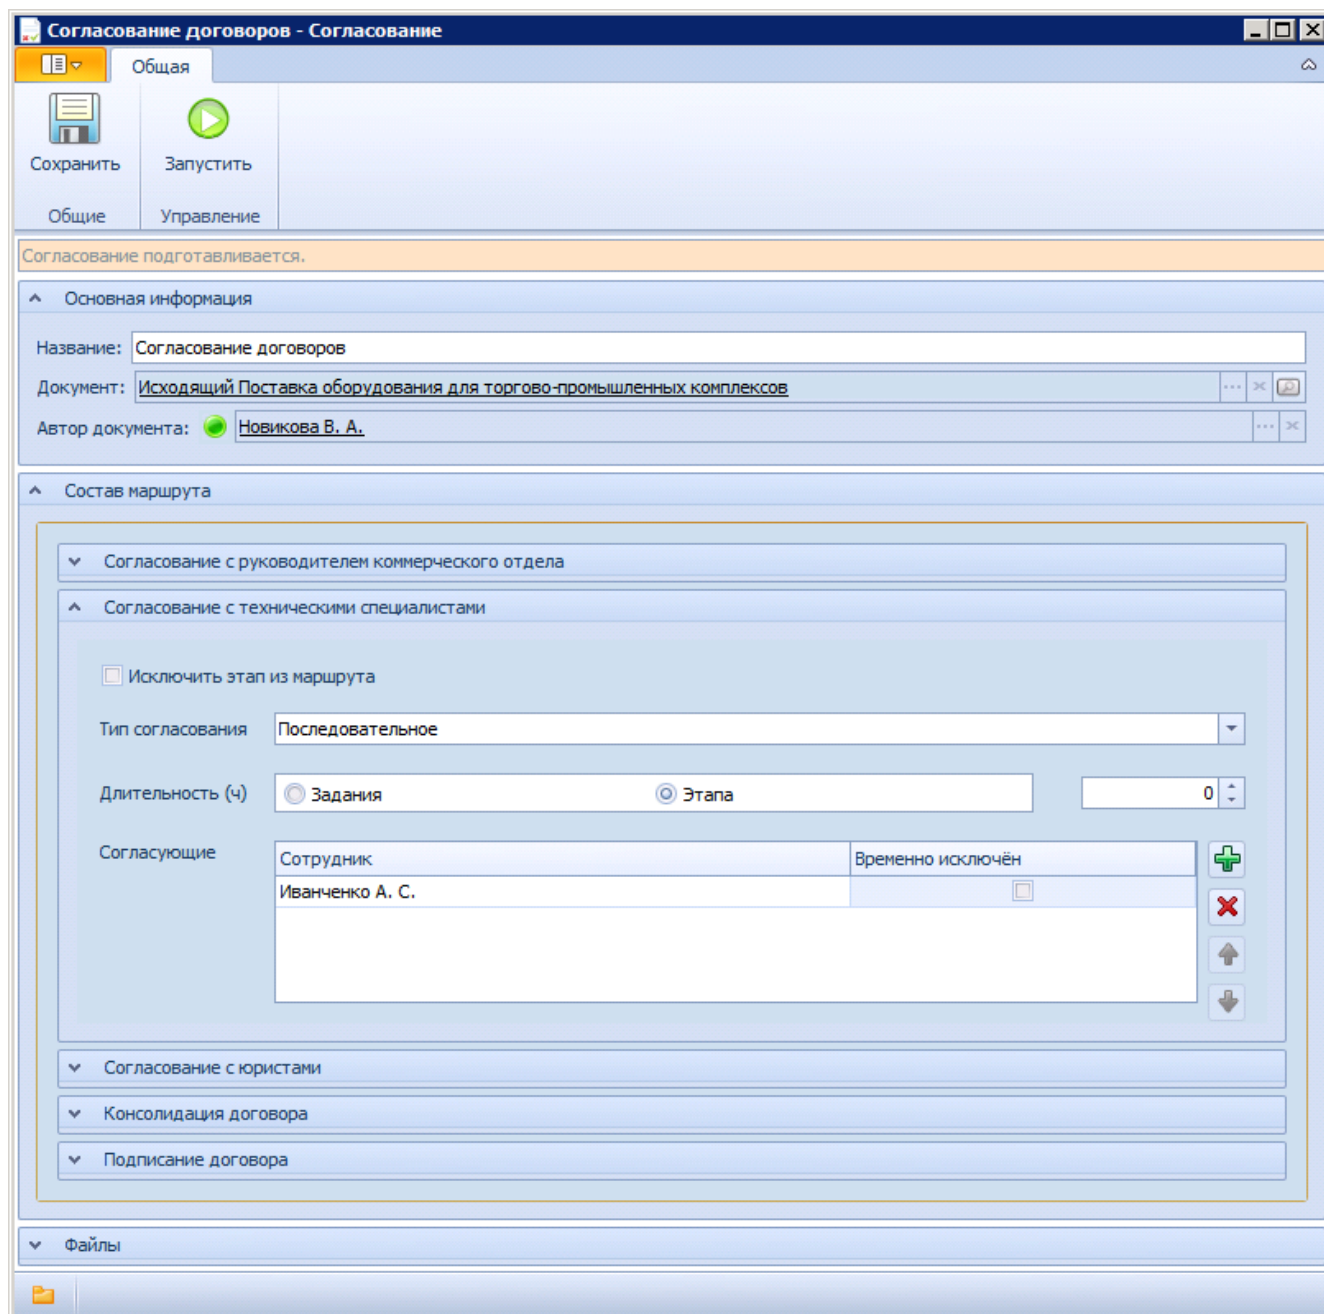 Согласование договоров - Согласование
Общая
Сохранить Запустить
Общие Управление
Согласование подготавливается.
Основная информация
Название: Согласование договоров
Документ: Исходящий Поставка оборудования для торгово-промышленных комплексов
Автор документа: Новикова В. А.
Состав маршрута
Согласование с руководителем коммерческого отдела
Согласование с техническими специалистами
Исключить этап из маршрута
Тип согласования Последовательное
Длительность (ч) Задания Этапа 0
Согласующие Сотрудник Временно исключён
Иванченко А. С.
Согласование с юристами
Консолидация договора
Подписание договора
Файлы